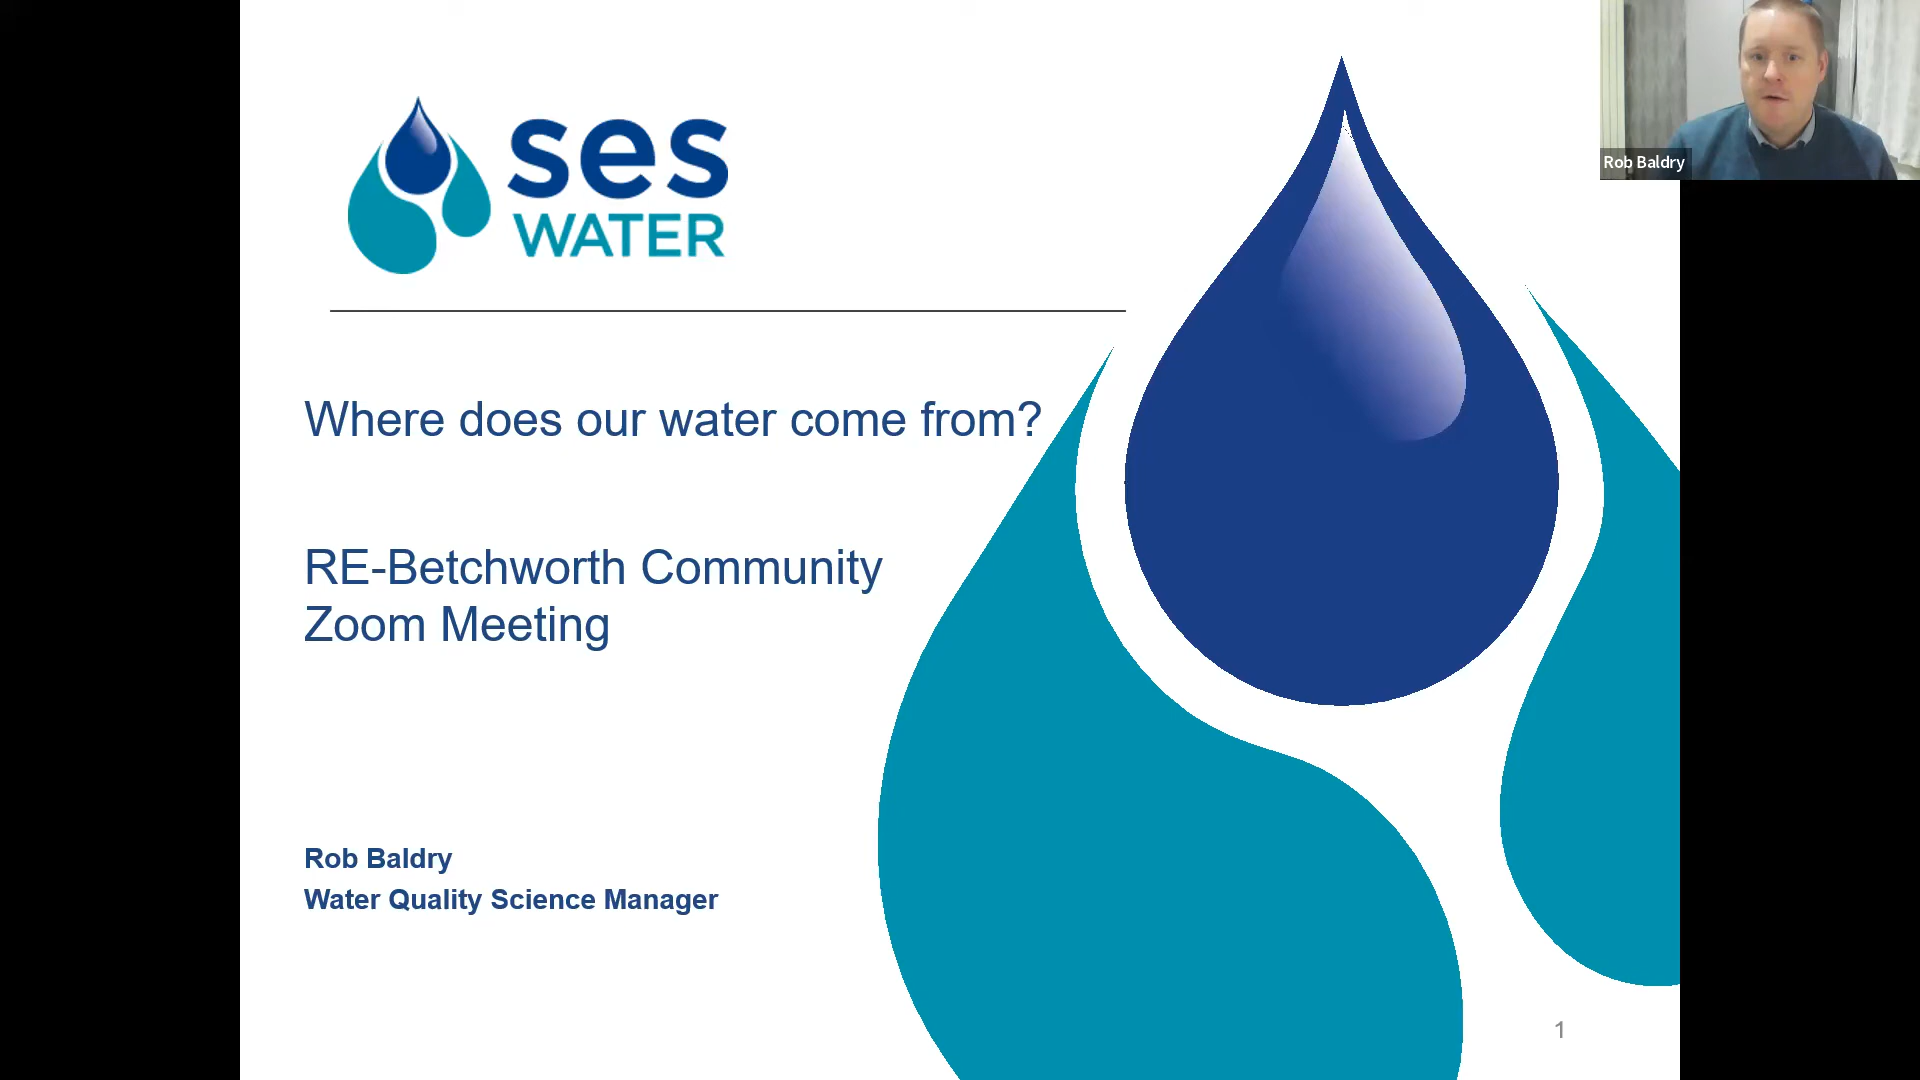 ses
WATER
Rob Baldry
Where does our water come from?
RE-Betchworth Community
Zoom Meeting
Rob Baldry
Water Quality Science Manager
1